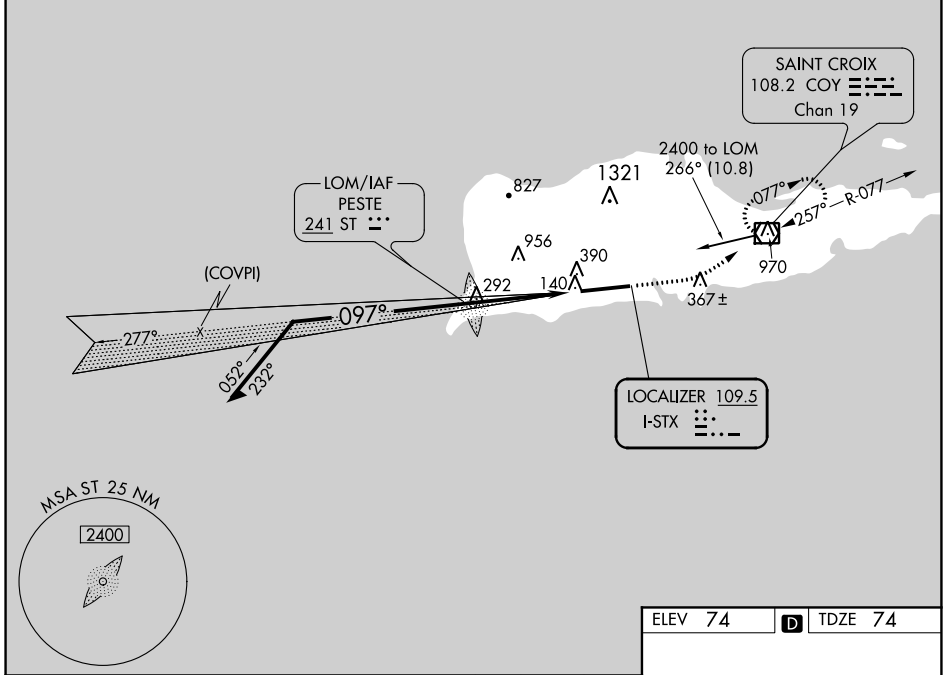 SAINT CROIX
108.2 COY
Chan 19
2400 to LOM
266° (10.8)
1321
827
077°
257° R-077
LOM/IAF
PESTE
241 ST
956
390
970
(COVPI)
292
140
367±
097°
277°
052°
232°
LOCALIZER 109.5
I-STX
MSA ST 25 NM
2400
ELEV 74 D TDZE 74